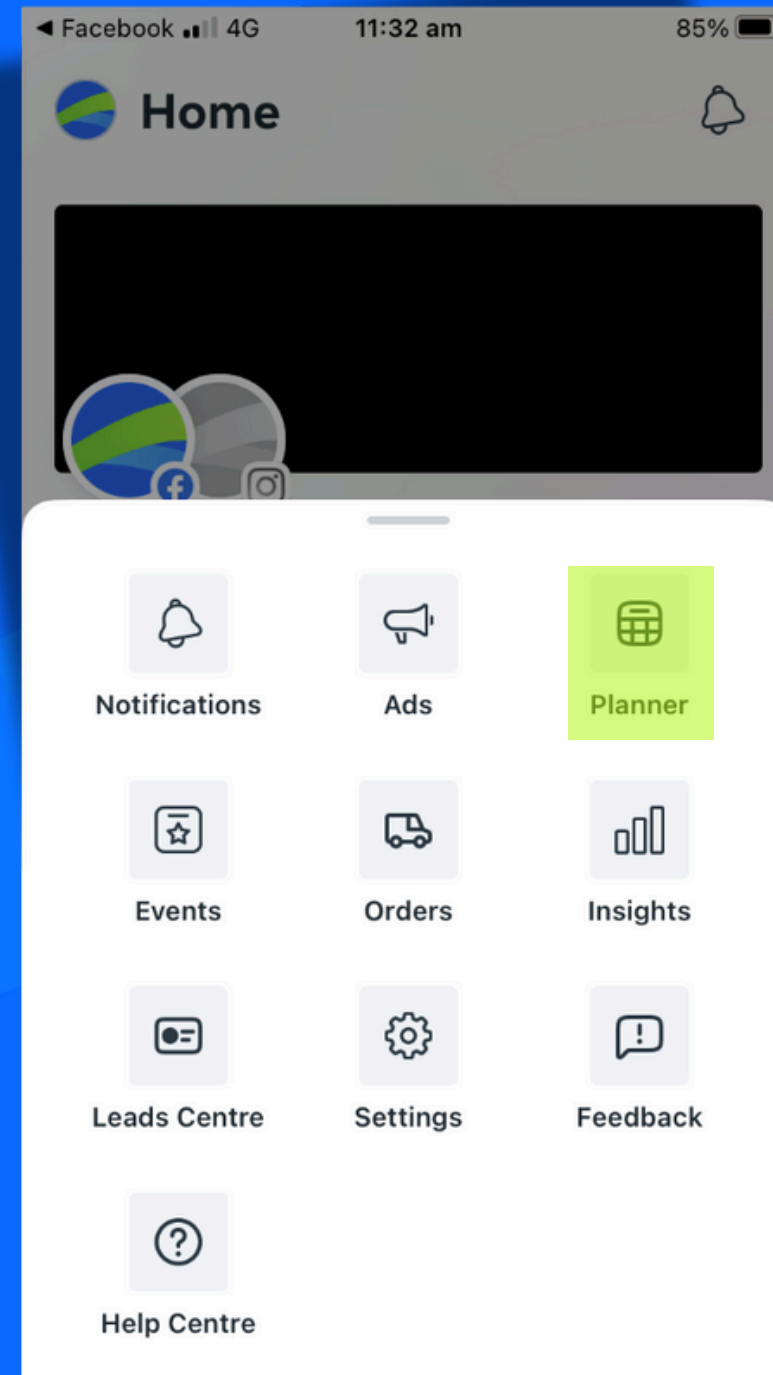 ◀ Facebook 4G 11:32 am 85%
Home
Notifications Ads Planner
Events Orders Insights
Leads Centre Settings Feedback
Help Centre